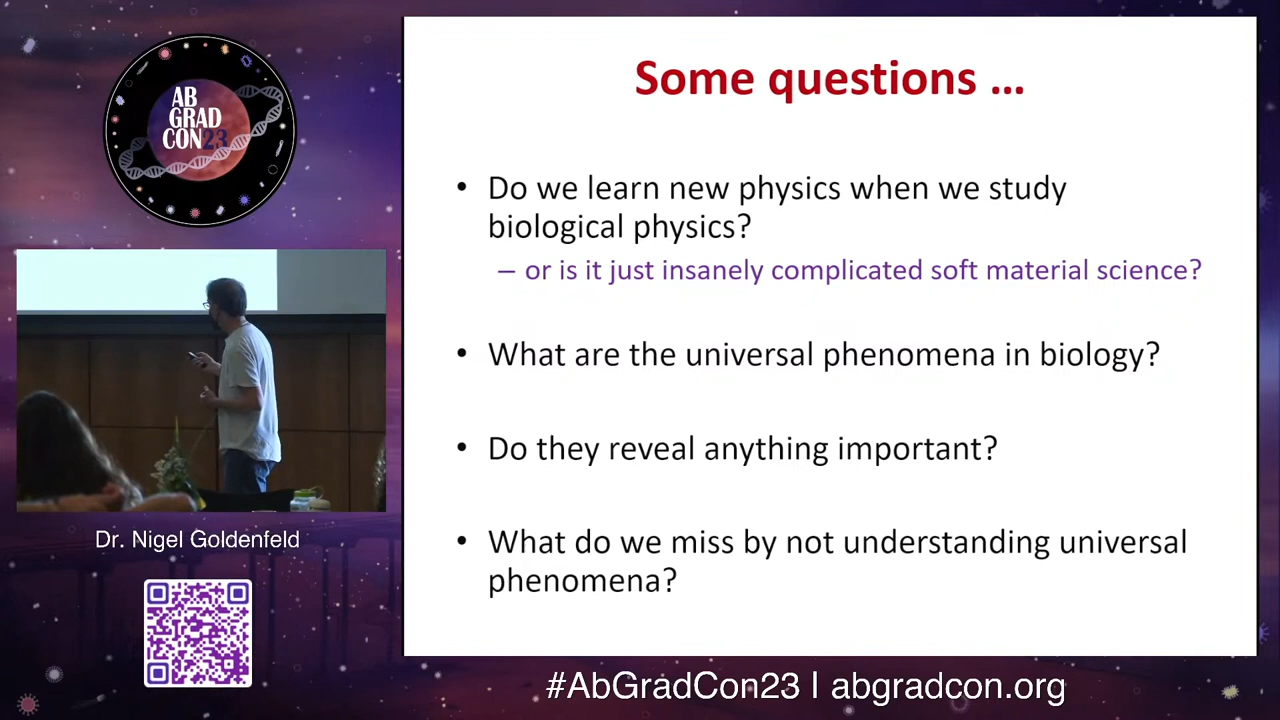 AB
GRAD
CON23
Dr. Nigel Goldenfeld
Some questions ...
• Do we learn new physics when we study
biological physics?
– or is it just insanely complicated soft material science?
• What are the universal phenomena in biology?
• Do they reveal anything important?
• What do we miss by not understanding universal
phenomena?
#AbGradCon23 | abgradcon.org